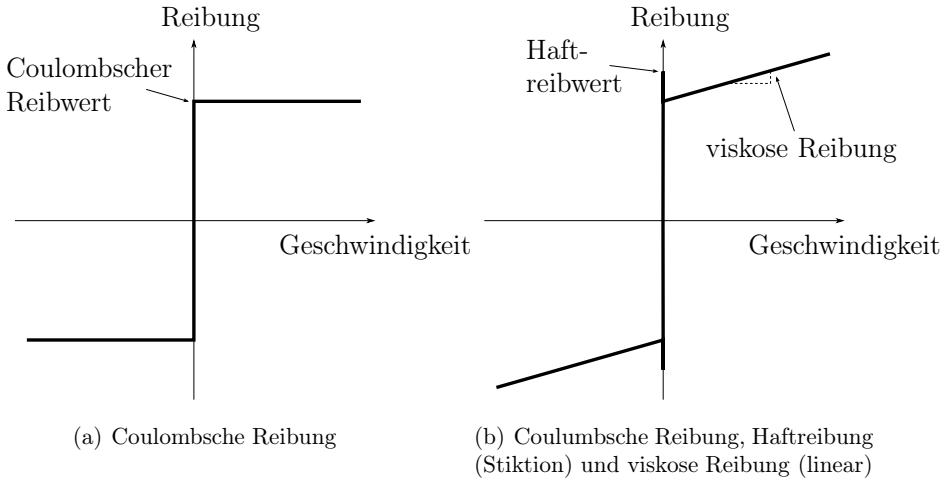 Reibung
Coulombscher
Reibwert
Geschwindigkeit
(a) Coulombsche Reibung
Reibung
Haft-
reibwert
viskose Reibung
Geschwindigkeit
(b) Coulumbsche Reibung, Haftreibung
(Stiktion) und viskose Reibung (linear)